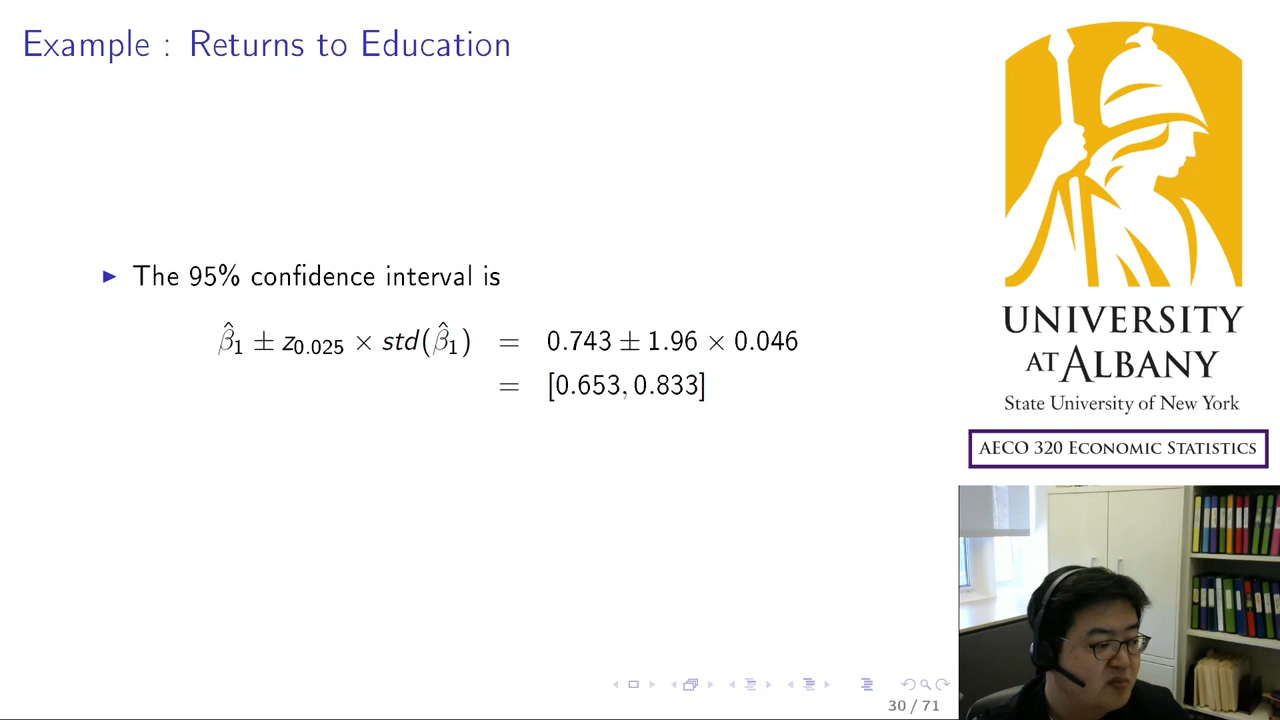 Example : Returns to Education
▶ The 95% confidence interval is
β̂₁ ± z₀.₀₂₅ × std(β̂₁) = 0.743 ± 1.96 × 0.046
= [0.653, 0.833]
30 / 71
UNIVERSITY
AT ALBANY
State University of New York
AECO 320 Economic Statistics